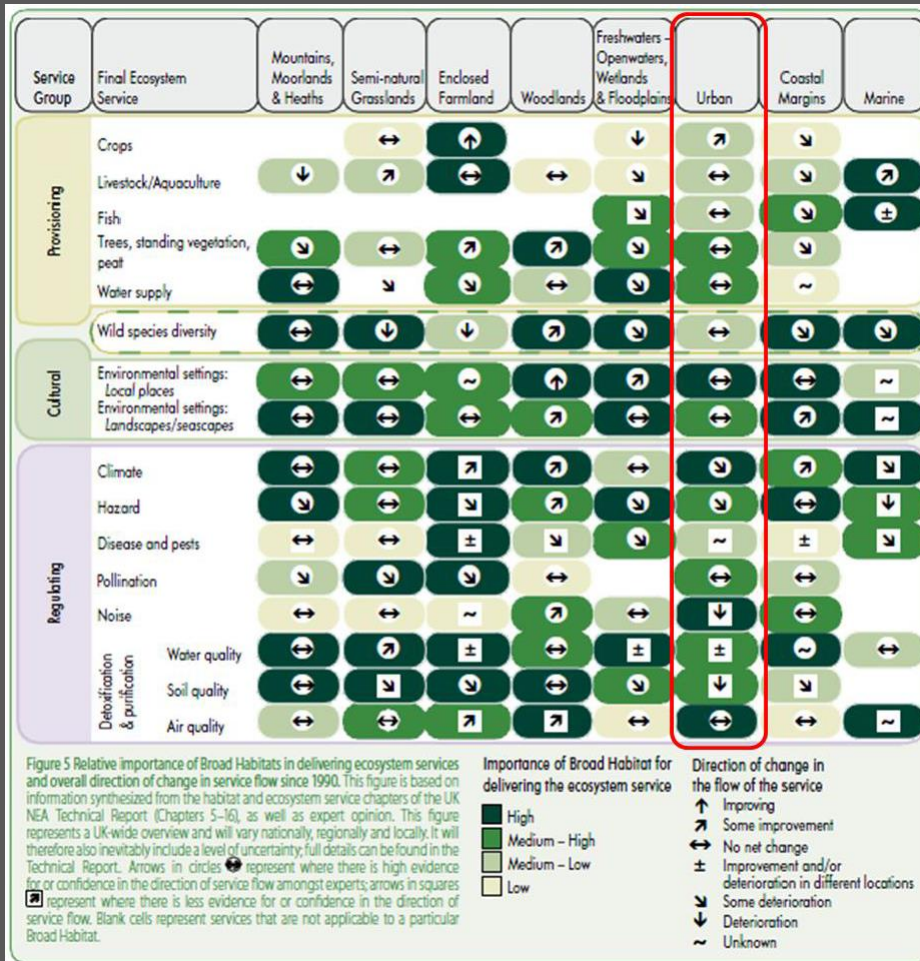 Service Group
Final Ecosystem Service
Mountains, Moorlands & Heaths
Semi-natural Grasslands
Enclosed Farmland
Woodlands
Freshwaters – Openwaters, Wetlands & Floodplains
Urban
Coastal Margins
Marine
Provisioning
Crops
Livestock/Aquaculture
Fish
Trees, standing vegetation,
peat
Water supply
Wild species diversity
Cultural
Environmental settings:
Local places
Environmental settings:
Landscapes/seascapes
Regulating
Climate
Hazard
Disease and pests
Pollination
Noise
Detoxification
& purification
Water quality
Soil quality
Air quality
Figure 5 Relative importance of Broad Habitats in delivering ecosystem services
and overall direction of change in service flow since 1990. This figure is based on
information synthesized from the habitat and ecosystem service chapters of the UK
NEA Technical Report (Chapters 5–16), as well as expert opinion. This figure
represents a UK-wide overview and will vary nationally, regionally and locally. It will
therefore also inevitably include a level of uncertainty; full details can be found in the
Technical Report. Arrows in circles represent where there is high evidence
for or confidence in the direction of service flow amongst experts; arrows in squares
represent where there is less evidence for or confidence in the direction of
service flow. Blank cells represent services that are not applicable to a particular
Broad Habitat.
Importance of Broad Habitat for
delivering the ecosystem service
High
Medium – High
Medium – Low
Low
Direction of change in
the flow of the service
↑ Improving
↗ Some improvement
↔ No net change
± Improvement and/or
deterioration in different locations
↘ Some deterioration
↓ Deterioration
~ Unknown